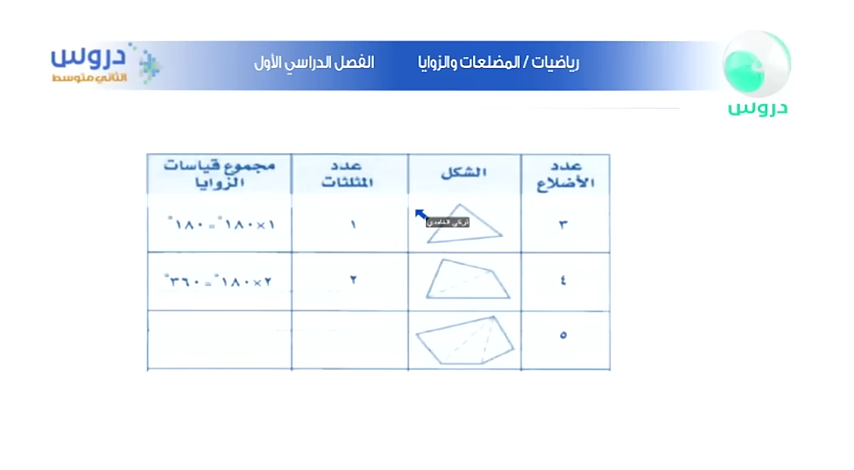 دروس
الثاني متوسط
رياضيات / المضلعات والزوايا الفصل الدراسي الأول
دروس
عدد الأضلاع
الشكل
عدد المثلثات
مجموع قياسات الزوايا
٣
١
١×١٨٠° = ١٨٠°
٤
٢
٢×١٨٠° = ٣٦٠°
٥